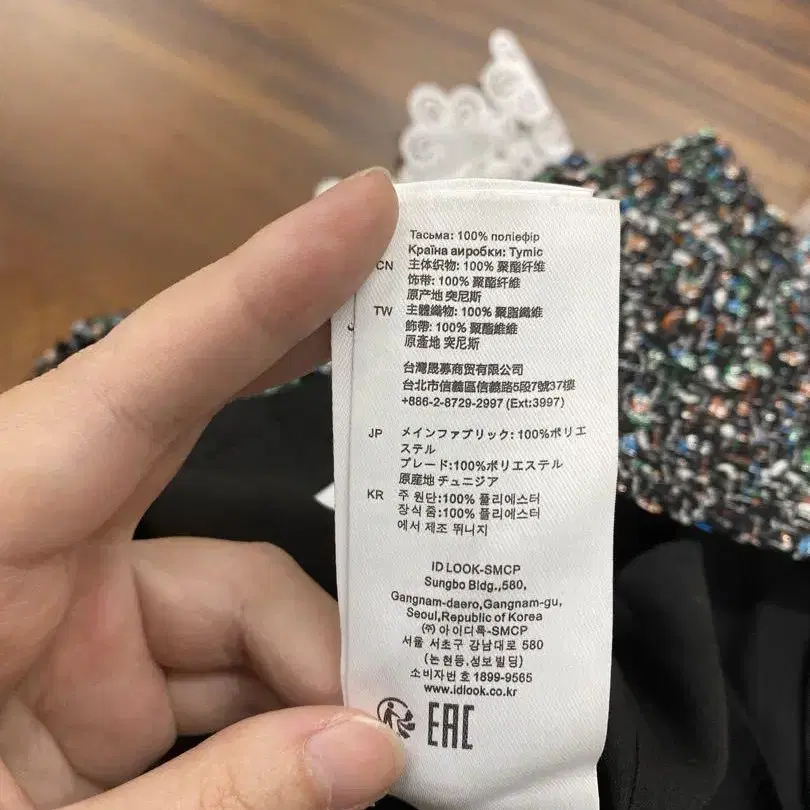 Тасьма: 100% поліефір
Країна аиробки: Туміс
CN 主体织物: 100% 聚酯纤维
饰带: 100% 聚酯纤维
原产地 突尼斯
TW 主體織物: 100% 聚脂纖維
飾帶: 100% 聚酯維維
原產地 突尼斯
台灣晟募商贸有限公司
台北市信義區信義路5段7號37樓
+886-2-8729-2997 (Ext:3997)
JP メインファブリック: 100%ポリエ
ステル
ブレード:100%ポリエステル
原産地 チュニジア
KR 주 원단:100% 폴리에스터
장식 줌:100% 폴리에스터
에서 제조 뛰니지
ID LOOK-SMCP
Sungbo Bldg.,580,
Gangnam-daero,Gangnam-gu,
Seoul,Republic of Korea
(주) 아이디룩-SMCP
서울 서초구 강남대로 580
(논현동,성보빌딩)
소비자번호 1899-9565
www.idlook.co.kr
EAC